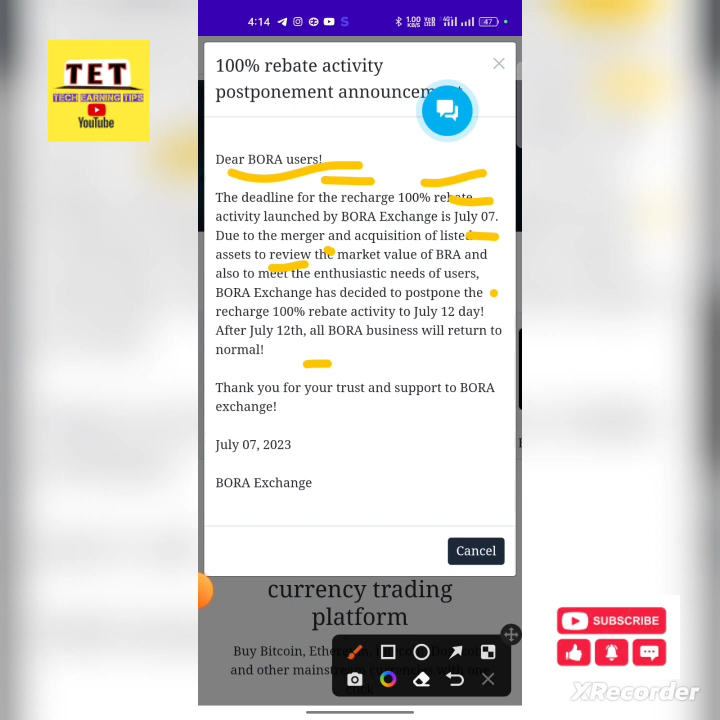 4:14
S
1.00
KB/S
47
TET
TECH EARNING TIPS
YouTube
100% rebate activity
postponement
Dear BORA users!
The deadline for the recharge 100% rebate
activity launched by BORA Exchange is July 07.
Due to the merger and acquisition of listed
assets to review the market value of BRA and
also to meet the enthusiastic needs of users,
BORA Exchange has decided to postpone the
recharge 100% rebate activity to July 12 day!
After July 12th, all BORA business will return to
normal!
Thank you for your trust and support to BORA
exchange!
July 07, 2023
BORA Exchange
Cancel
currency trading
platform
Buy Bitcoin,
and other
SUBSCRIBE
XRecorder